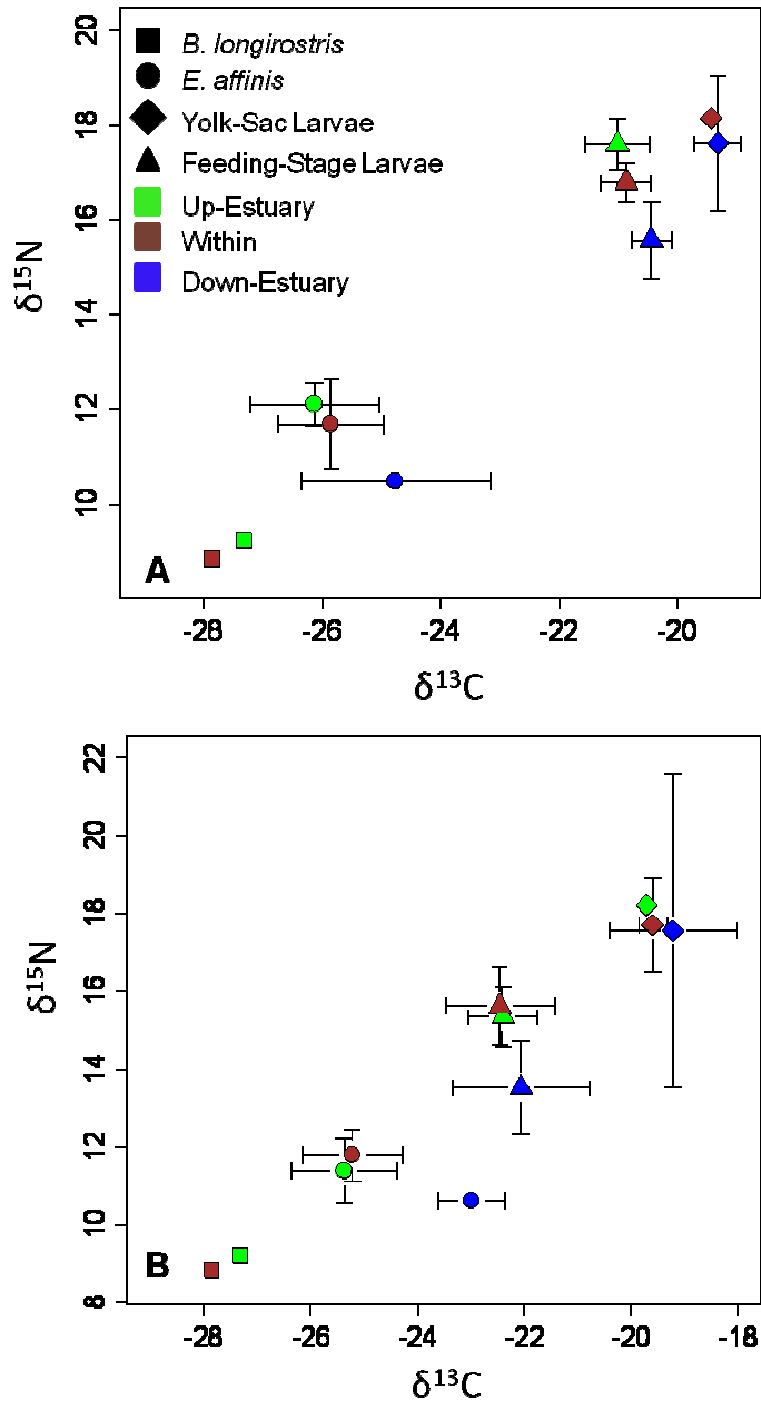 20
18
16
14
12
10
δ15N
B. longirostris
E. affinis
Yolk-Sac Larvae
Feeding-Stage Larvae
Up-Estuary
Within
Down-Estuary
A
-28 -26 -24 -22 -20
δ13C
22
20
18
16
14
12
10
8
δ15N
B
-28 -26 -24 -22 -20 -18
δ13C